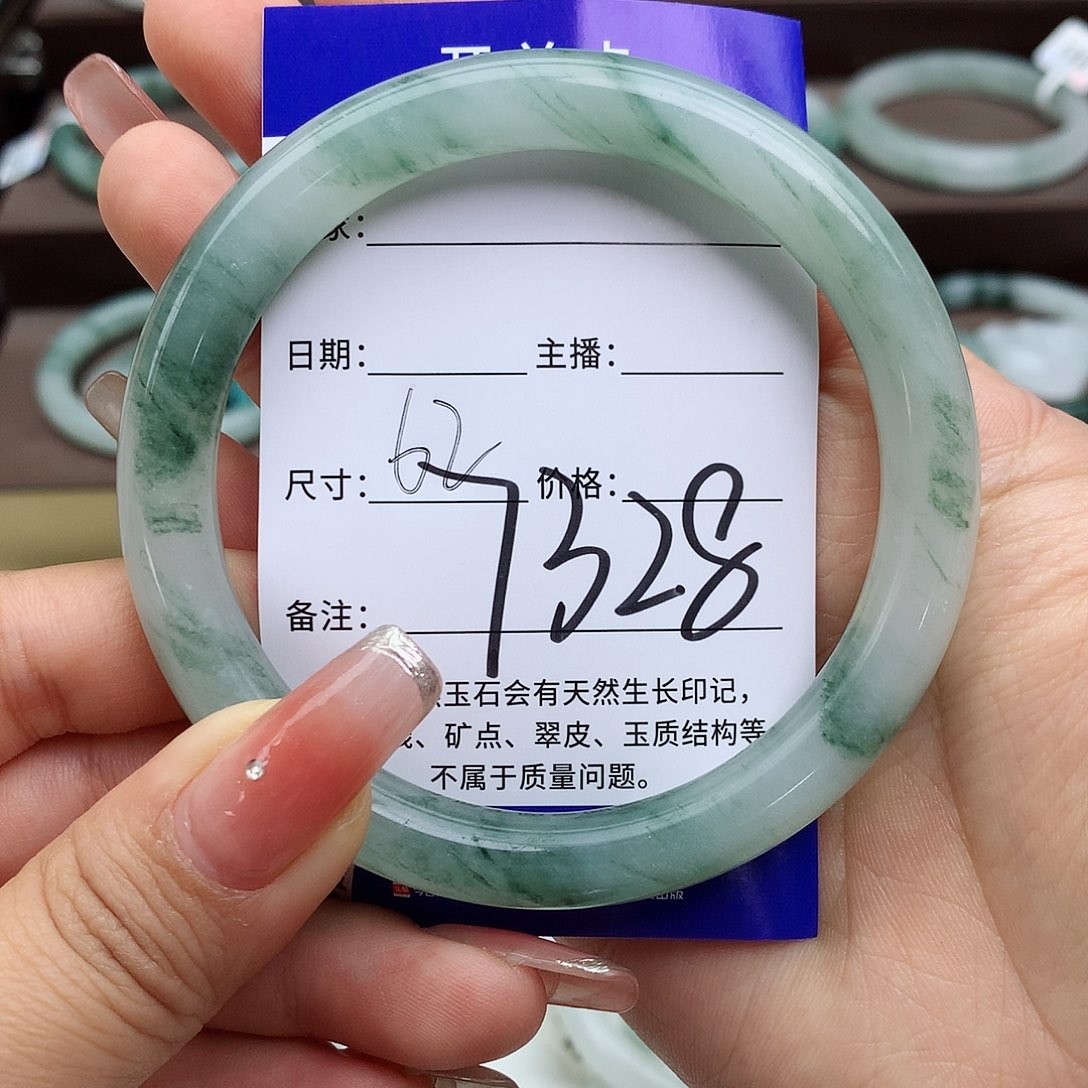 家：
日期： 主播：
尺寸：62 价格：
7328
备注：
玉石会有天然生长印记，
、矿点、翠皮、玉质结构等
不属于质量问题。